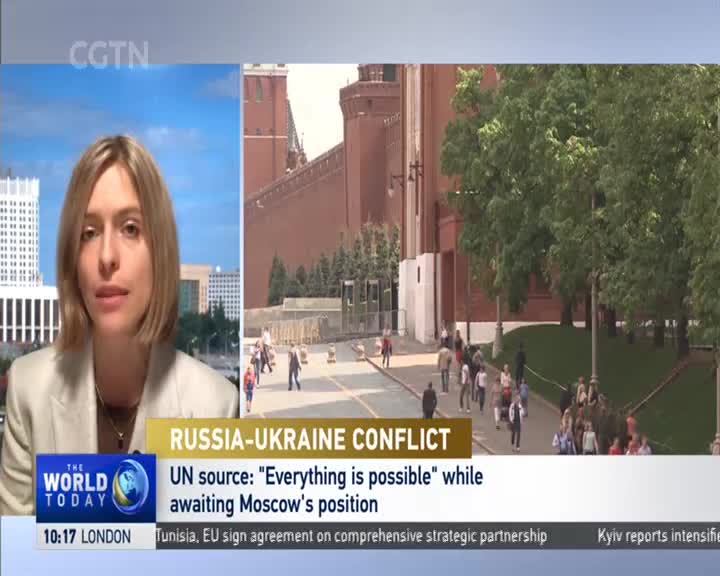 CGTN
RUSSIA-UKRAINE CONFLICT
UN source: "Everything is possible" while
awaiting Moscow's position
THE
WORLD
TODAY
10:17 LONDON
Tunisia, EU sign agreement on comprehensive strategic partnership Kyiv reports intensifie